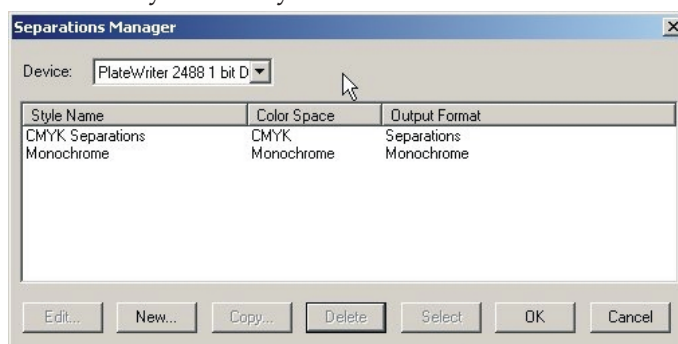 Separations Manager
Device: PlateWriter 2488 1 bit D
Style Name Color Space Output Format
CMYK Separations CMYK Separations
Monochrome Monochrome Monochrome
Edit... New... Copy... Delete Select OK Cancel